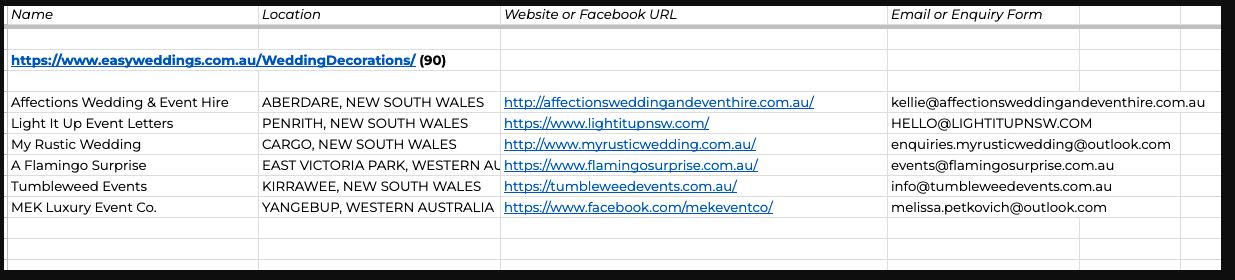 Name Location Website or Facebook URL Email or Enquiry Form
https://www.easyweddings.com.au/WeddingDecorations/ (90)
Affections Wedding & Event Hire ABERDARE, NEW SOUTH WALES http://affectionsweddingandeventhire.com.au/ kellie@affectionsweddingandeventhire.com.au
Light It Up Event Letters PENRITH, NEW SOUTH WALES https://www.lightitupnsw.com/ HELLO@LIGHTITUPNSW.COM
My Rustic Wedding CARGO, NEW SOUTH WALES http://www.myrusticwedding.com.au/ enquiries.myrusticwedding@outlook.com
A Flamingo Surprise EAST VICTORIA PARK, WESTERN AU https://www.flamingosurprise.com.au/ events@flamingosurprise.com.au
Tumbleweed Events KIRRAWEE, NEW SOUTH WALES https://tumbleweedevents.com.au/ info@tumbleweedevents.com.au
MEK Luxury Event Co. YANGEBUP, WESTERN AUSTRALIA https://www.facebook.com/mekeventco/ melissa.petkovich@outlook.com